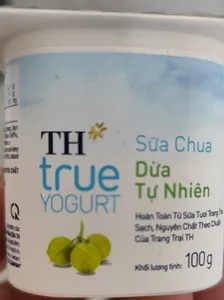 TH
true
YOGURT
Sữa Chua
Dừa
Tự Nhiên
Hoàn Toàn Từ Sữa Tươi
Sạch, Nguyên Chất Theo Chuẩn
Của Trang Trại TH
Khối lượng tịnh: 100g